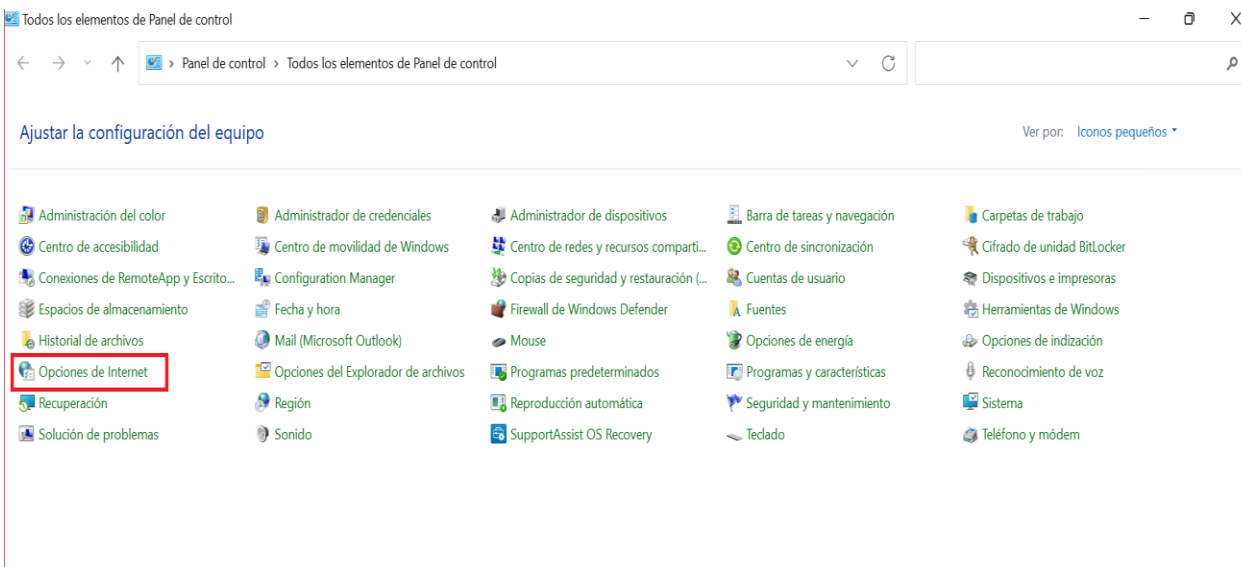 Todos los elementos de Panel de control
Panel de control > Todos los elementos de Panel de control
Ajustar la configuración del equipo
Ver por: Iconos pequeños
Administración del color Administrador de credenciales Administrador de dispositivos Barra de tareas y navegación Carpetas de trabajo
Centro de accesibilidad Centro de movilidad de Windows Centro de redes y recursos comparti... Centro de sincronización Cifrado de unidad BitLocker
Conexiones de RemoteApp y Escrito... Configuration Manager Copias de seguridad y restauración (... Cuentas de usuario Dispositivos e impresoras
Espacios de almacenamiento Fecha y hora Firewall de Windows Defender Fuentes Herramientas de Windows
Historial de archivos Mail (Microsoft Outlook) Mouse Opciones de energía Opciones de indización
Opciones de Internet Opciones del Explorador de archivos Programas predeterminados Programas y características Reconocimiento de voz
Recuperación Región Reproducción automática Seguridad y mantenimiento Sistema
Solución de problemas Sonido SupportAssist OS Recovery Teclado Teléfono y módem